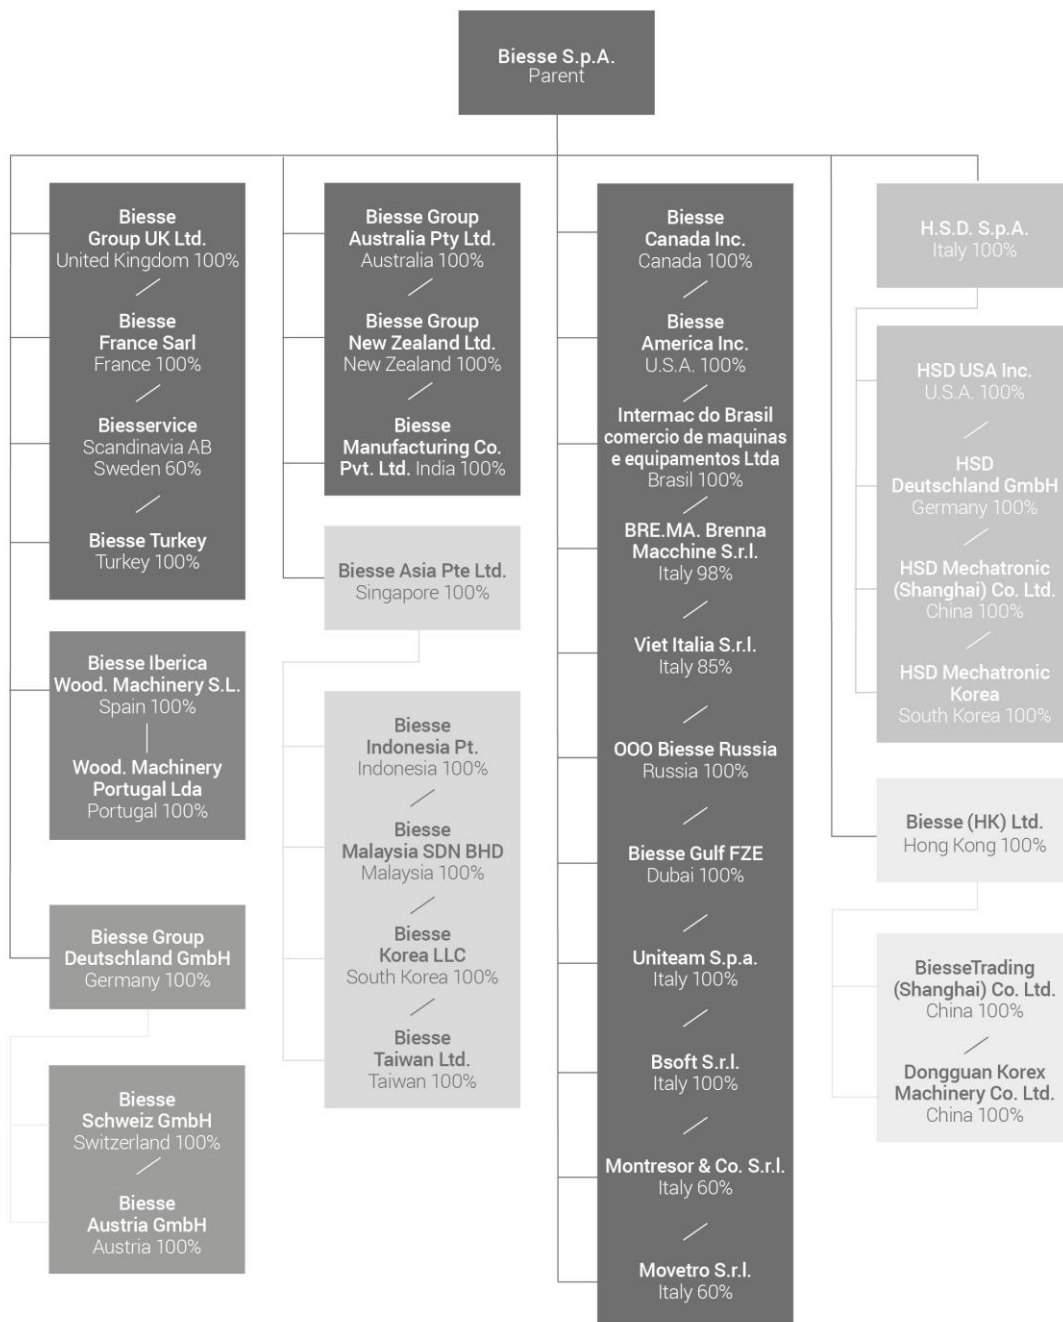 Biesse S.p.A.
Parent
Biesse
Group UK Ltd.
United Kingdom 100%
Biesse
France Sarl
France 100%
Biesservice
Scandinavia AB
Sweden 60%
Biesse Turkey
Turkey 100%
Biesse Iberica
Wood. Machinery S.L.
Spain 100%
Wood. Machinery
Portugal Lda
Portugal 100%
Biesse Group
Deutschland GmbH
Germany 100%
Biesse
Schweiz GmbH
Switzerland 100%
Biesse
Austria GmbH
Austria 100%
Biesse Group
Australia Pty Ltd.
Australia 100%
Biesse Group
New Zealand Ltd.
New Zealand 100%
Biesse
Manufacturing Co.
Pvt. Ltd. India 100%
Biesse Asia Pte Ltd.
Singapore 100%
Biesse
Indonesia Pt.
Indonesia 100%
Biesse
Malaysia SDN BHD
Malaysia 100%
Biesse
Korea LLC
South Korea 100%
Biesse
Taiwan Ltd.
Taiwan 100%
Biesse
Canada Inc.
Canada 100%
Biesse
America Inc.
U.S.A. 100%
Intermac do Brasil
comercio de maquinas
e equipamentos Ltda
Brasil 100%
BRE.MA. Brenna
Macchine S.r.l.
Italy 98%
Viet Italia S.r.l.
Italy 85%
OOO Biesse Russia
Russia 100%
Biesse Gulf FZE
Dubai 100%
Uniteam S.p.a.
Italy 100%
Bsoft S.r.l.
Italy 100%
Montresor & Co. S.r.l.
Italy 60%
Movetro S.r.l.
Italy 60%
H.S.D. S.p.A.
Italy 100%
HSD USA Inc.
U.S.A. 100%
HSD
Deutschland GmbH
Germany 100%
HSD Mechatronic
(Shanghai) Co. Ltd.
China 100%
HSD Mechatronic
Korea
South Korea 100%
Biesse (HK) Ltd.
Hong Kong 100%
BiesseTrading
(Shanghai) Co. Ltd.
China 100%
Dongguan Korex
Machinery Co. Ltd.
China 100%